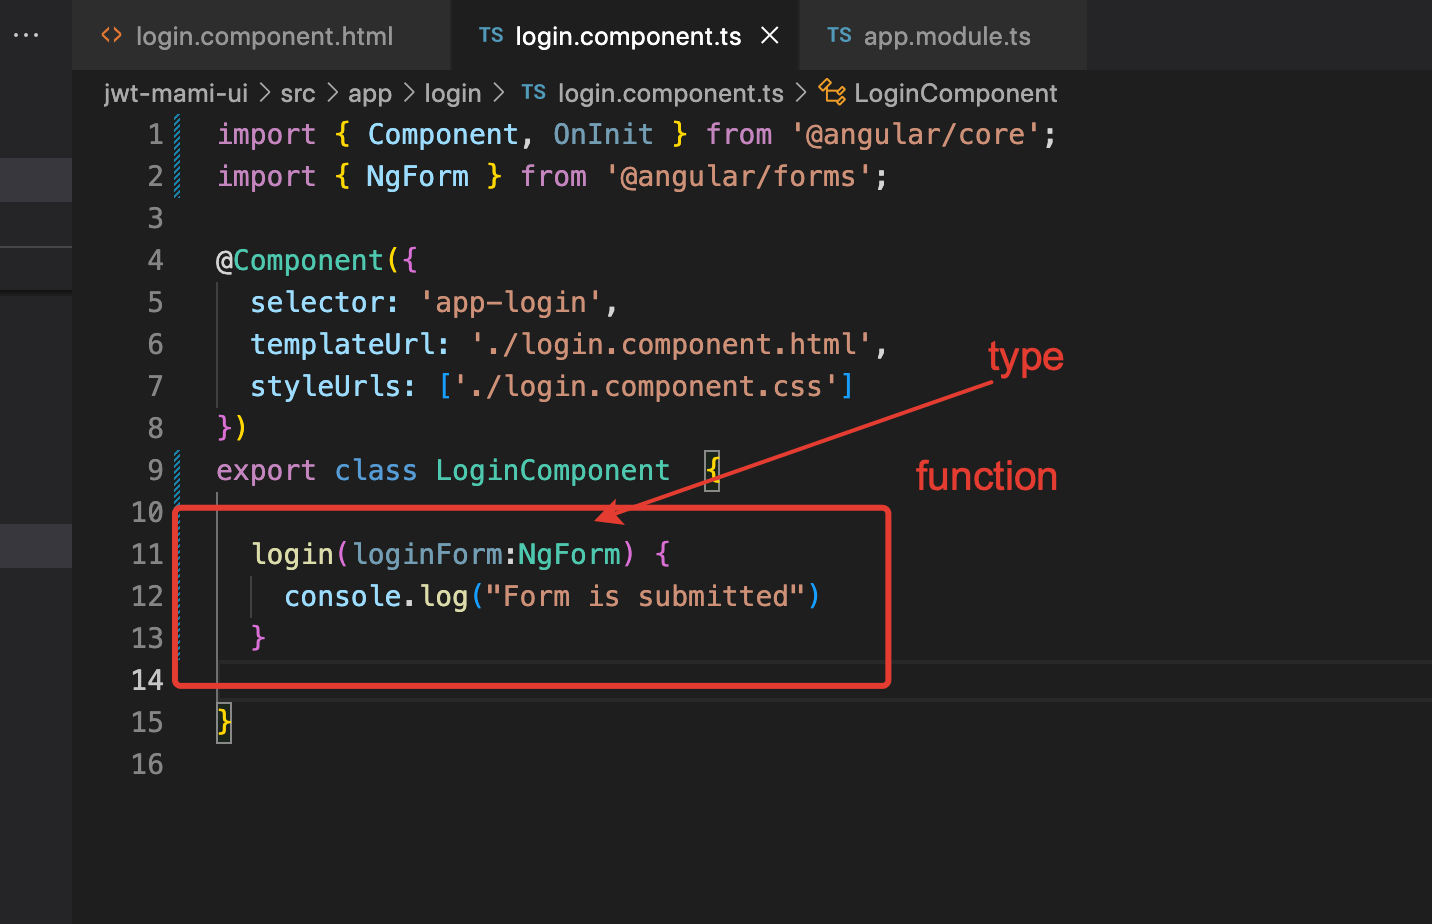 login.component.html
TS login.component.ts
TS app.module.ts
jwt-mami-ui > src > app > login > TS login.component.ts > LoginComponent
1 import { Component, OnInit } from '@angular/core';
2 import { NgForm } from '@angular/forms';
3
4 @Component({
5 selector: 'app-login',
6 templateUrl: './login.component.html',
type
7 styleUrls: ['./login.component.css']
8 })
9 export class LoginComponent {
function
10
11 login(loginForm:NgForm) {
12 console.log("Form is submitted")
13 }
14
15 }
16